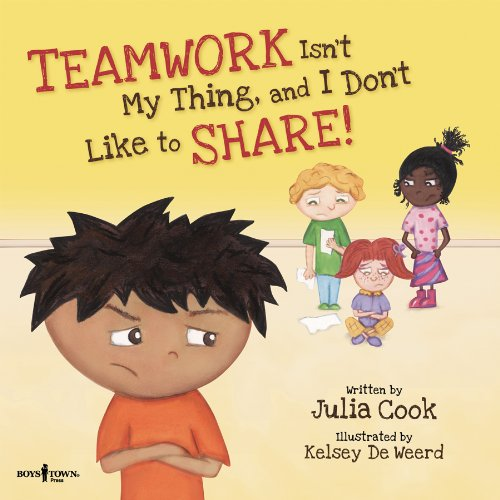 TEAMWORK Isn't
My Thing, and I Don't
Like to SHARE!
Written by
Julia Cook
Illustrated by
Kelsey De Weerd
BOYS TOWN
Press